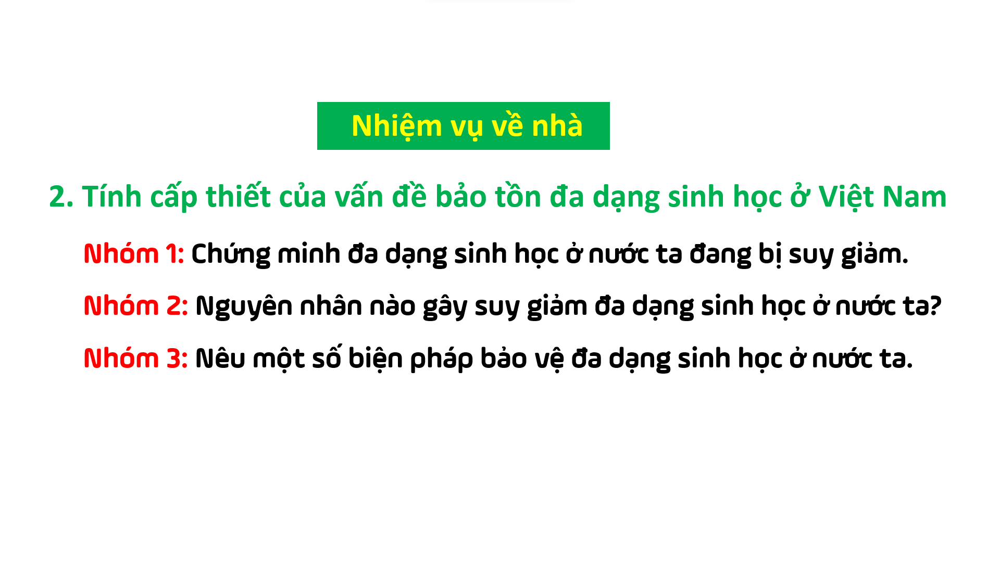 Nhiệm vụ về nhà
2. Tính cấp thiết của vấn đề bảo tồn đa dạng sinh học ở Việt Nam
Nhóm 1: Chứng minh đa dạng sinh học ở nước ta đang bị suy giảm.
Nhóm 2: Nguyên nhân nào gây suy giảm đa dạng sinh học ở nước ta?
Nhóm 3: Nêu một số biện pháp bảo vệ đa dạng sinh học ở nước ta.